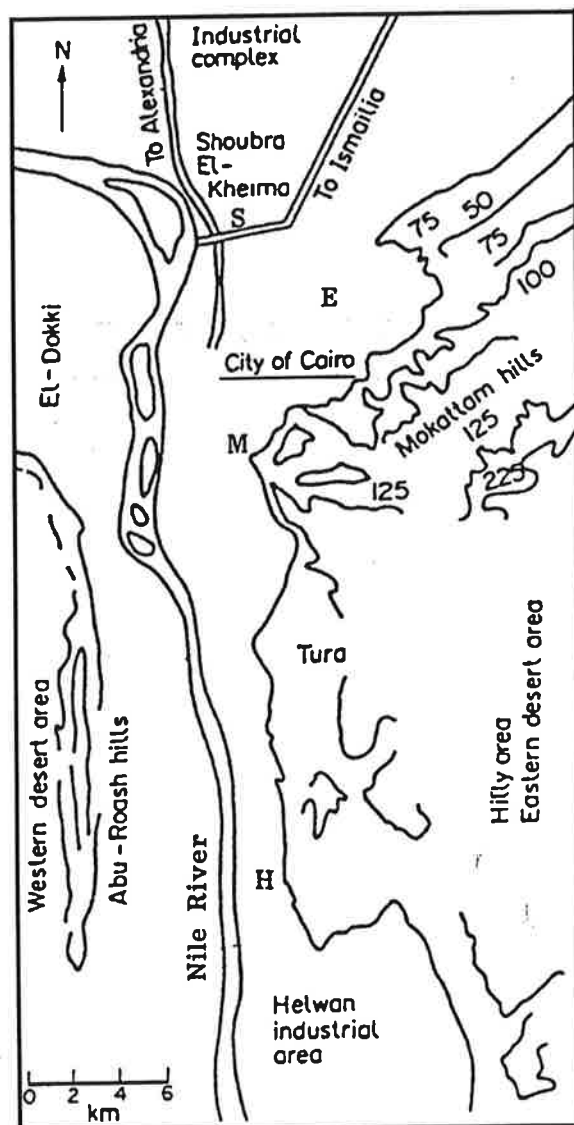 N
To Alexandria
Industrial
complex
Shoubra
El-
Kheima
S
To Ismailia
75
50
75
100
E
El-Dokki
City of Cairo
Mokattam hills
M
125
225
125
Tura
Western desert area
Abu-Roash hills
Hilly area
Eastern desert area
H
Nile River
Helwan
industrial
area
0 2 4 6
km